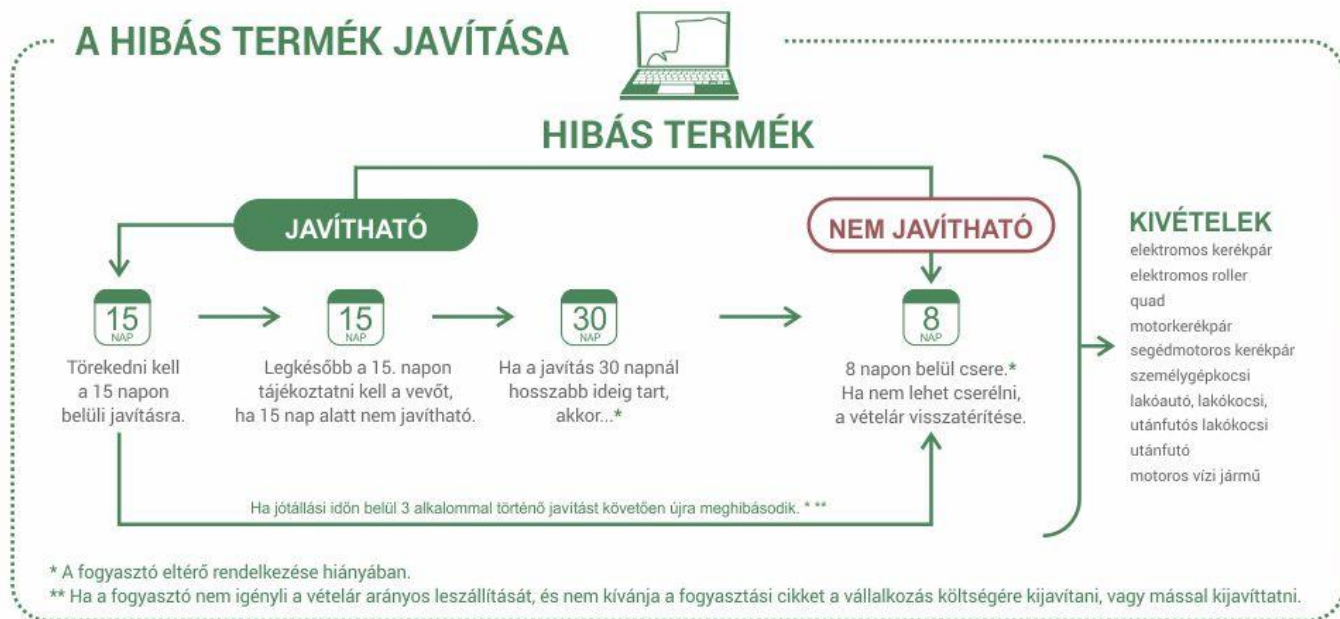 A HIBÁS TERMÉK JAVÍTÁSA
HIBÁS TERMÉK
JAVÍTHATÓ
NEM JAVÍTHATÓ
15
NAP
Törekedni kell
a 15 napon
belüli javításra.
15
NAP
Legkésőbb a 15. napon
tájékoztatni kell a vevőt,
ha 15 nap alatt nem javítható.
30
NAP
Ha a javítás 30 napnál
hosszabb ideig tart,
akkor...*
8
NAP
8 napon belül csere.*
Ha nem lehet cserélni,
a vételár visszatérítése.
Ha jótállási időn belül 3 alkalommal történő javítást követően újra meghibásodik. * **
KIVÉTELEK
elektromos kerékpár
elektromos roller
quad
motorkerékpár
segédmotoros kerékpár
személygépkocsi
lakóautó, lakókocsi,
utánfutós lakókocsi
utánfutó
motoros vízi jármű
* A fogyasztó eltérő rendelkezése hiányában.
** Ha a fogyasztó nem igényli a vételár arányos leszállítását, és nem kívánja a fogyasztási cikket a vállalkozás költségére kijavítani, vagy mással kijavíttatni.